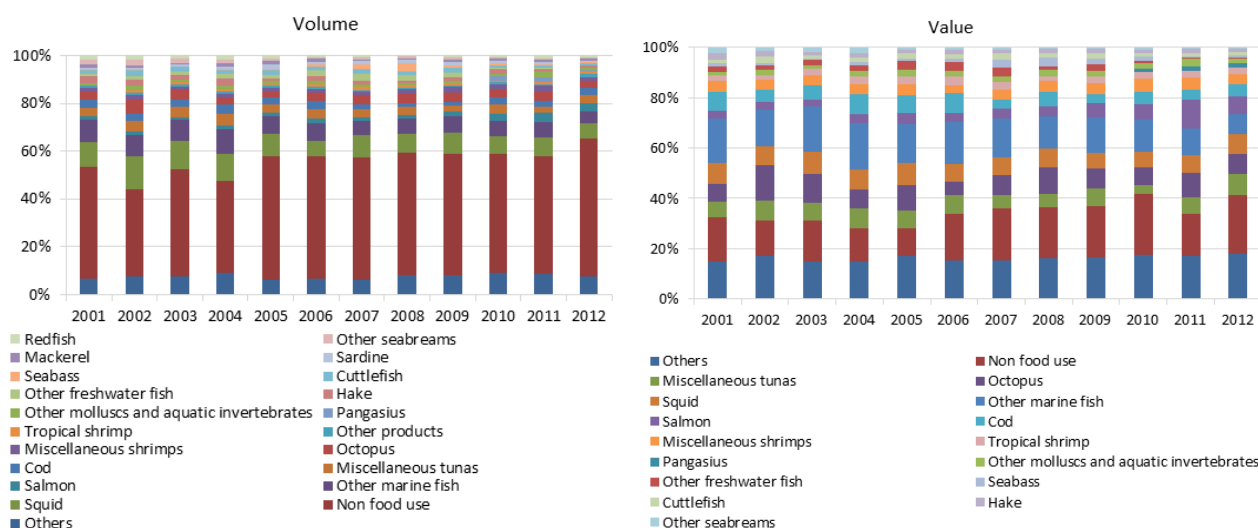 Volume
100%
80%
60%
40%
20%
0%
2001 2002 2003 2004 2005 2006 2007 2008 2009 2010 2011 2012
Redfish Other seabreams
Mackerel Sardine
Seabass Cuttlefish
Other freshwater fish Hake
Other molluscs and aquatic invertebrates Pangasius
Tropical shrimp Other products
Miscellaneous shrimps Octopus
Cod Miscellaneous tunas
Salmon Other marine fish
Squid Non food use
Others
Value
100%
80%
60%
40%
20%
0%
2001 2002 2003 2004 2005 2006 2007 2008 2009 2010 2011 2012
Others Non food use
Miscellaneous tunas Octopus
Squid Other marine fish
Salmon Cod
Miscellaneous shrimps Tropical shrimp
Pangasius Other molluscs and aquatic invertebrates
Other freshwater fish Seabass
Cuttlefish Hake
Other seabreams